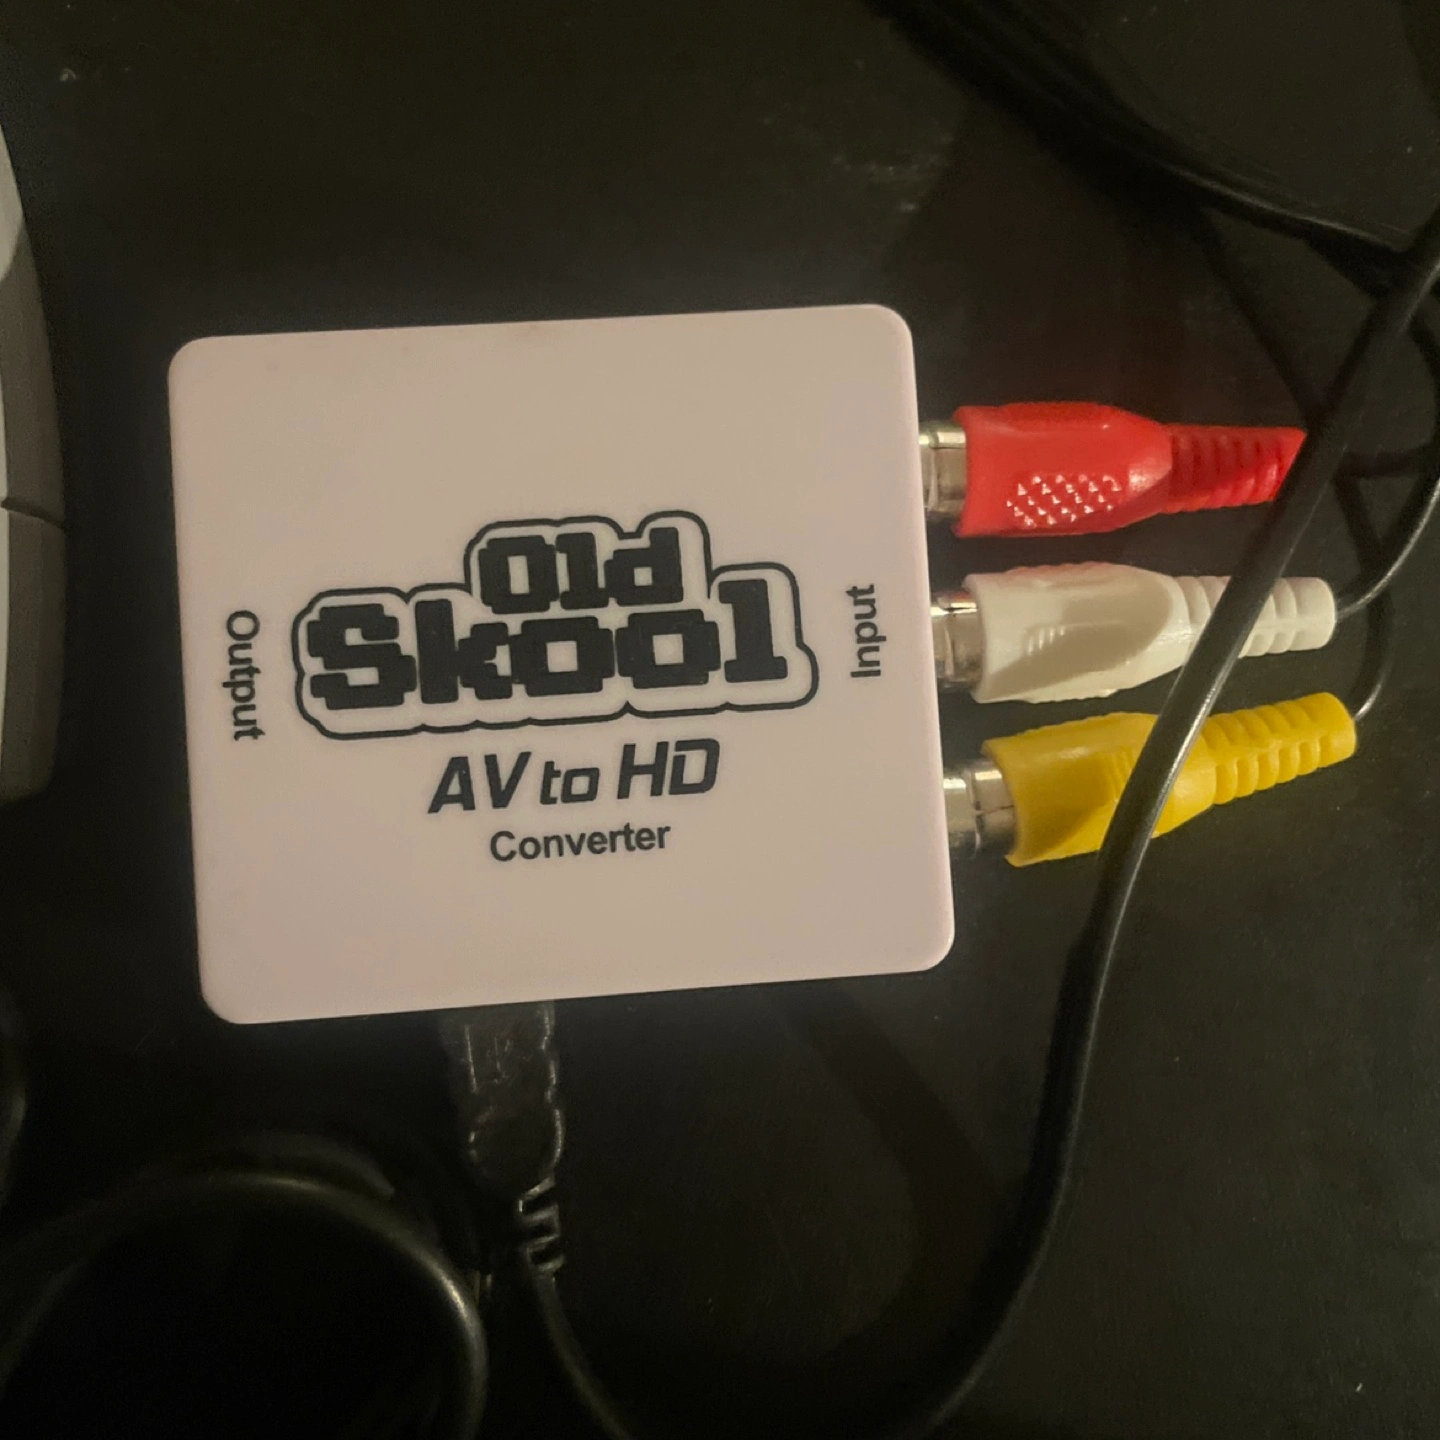 Old
Skool
AV to HD
Converter
Output
Input